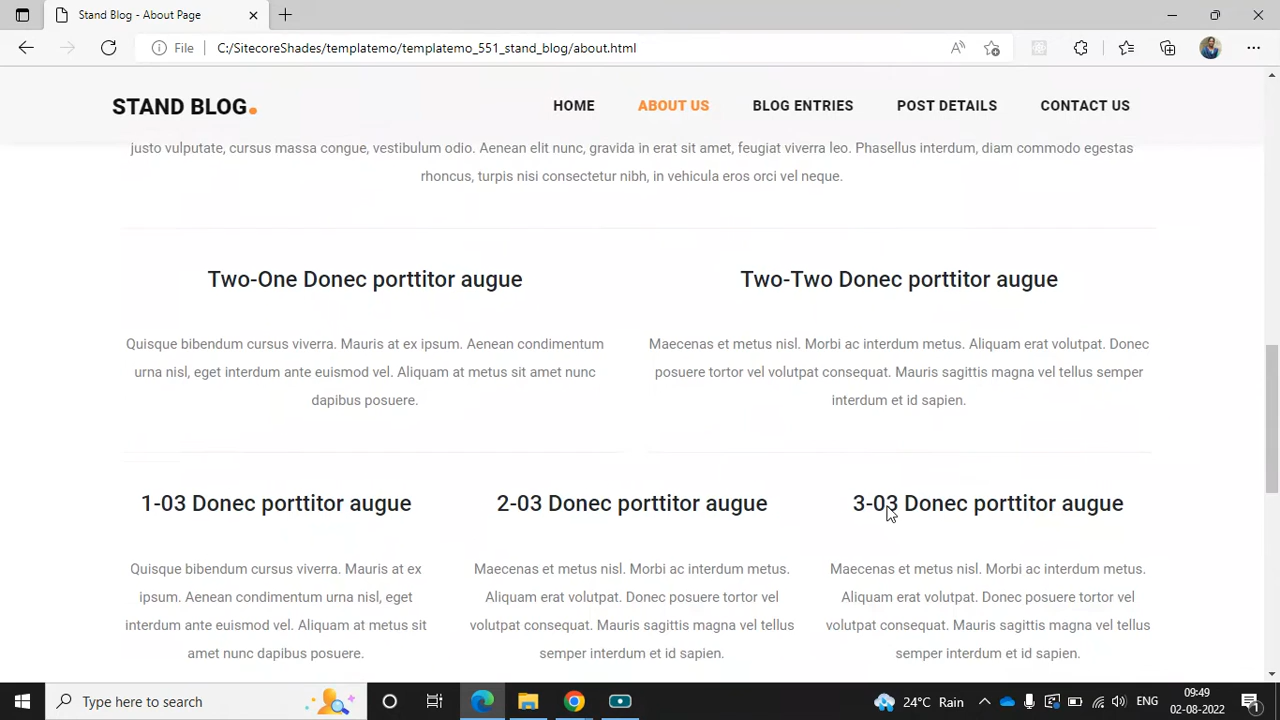 Stand Blog - About Page
File C:/SitecoreShades/templatemo/templatemo_551_stand_blog/about.html
STAND BLOG. HOME ABOUT US BLOG ENTRIES POST DETAILS CONTACT US
justo vulputate, cursus massa congue, vestibulum odio. Aenean elit nunc, gravida in erat sit amet, feugiat viverra leo. Phasellus interdum, diam commodo egestas
rhoncus, turpis nisi consectetur nibh, in vehicula eros orci vel neque.
Two-One Donec porttitor augue
Quisque bibendum cursus viverra. Mauris at ex ipsum. Aenean condimentum
urna nisl, eget interdum ante euismod vel. Aliquam at metus sit amet nunc
dapibus posuere.
Two-Two Donec porttitor augue
Maecenas et metus nisl. Morbi ac interdum metus. Aliquam erat volutpat. Donec
posuere tortor vel volutpat consequat. Mauris sagittis magna vel tellus semper
interdum et id sapien.
1-03 Donec porttitor augue
Quisque bibendum cursus viverra. Mauris at ex
ipsum. Aenean condimentum urna nisl, eget
interdum ante euismod vel. Aliquam at metus sit
amet nunc dapibus posuere.
2-03 Donec porttitor augue
Maecenas et metus nisl. Morbi ac interdum metus.
Aliquam erat volutpat. Donec posuere tortor vel
volutpat consequat. Mauris sagittis magna vel tellus
semper interdum et id sapien.
3-03 Donec porttitor augue
Maecenas et metus nisl. Morbi ac interdum metus.
Aliquam erat volutpat. Donec posuere tortor vel
volutpat consequat. Mauris sagittis magna vel tellus
semper interdum et id sapien.
Type here to search
24°C Rain
ENG
09:49
02-08-2022
1